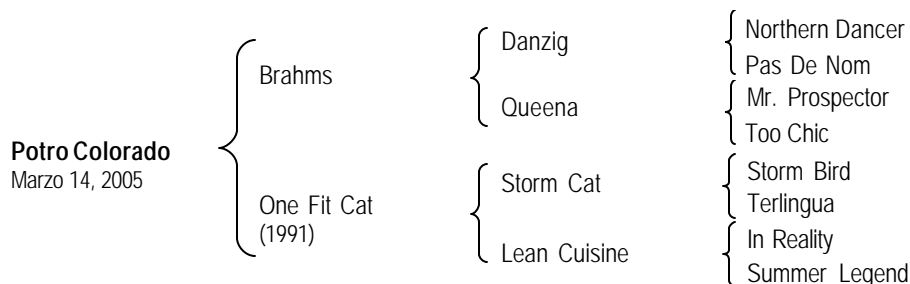 Potro Colorado
Marzo 14, 2005
Brahms
One Fit Cat
(1991)
Danzig
Queena
Storm Cat
Lean Cuisine
Northern Dancer
Pas De Nom
Mr. Prospector
Too Chic
Storm Bird
Terlingua
In Reality
Summer Legend